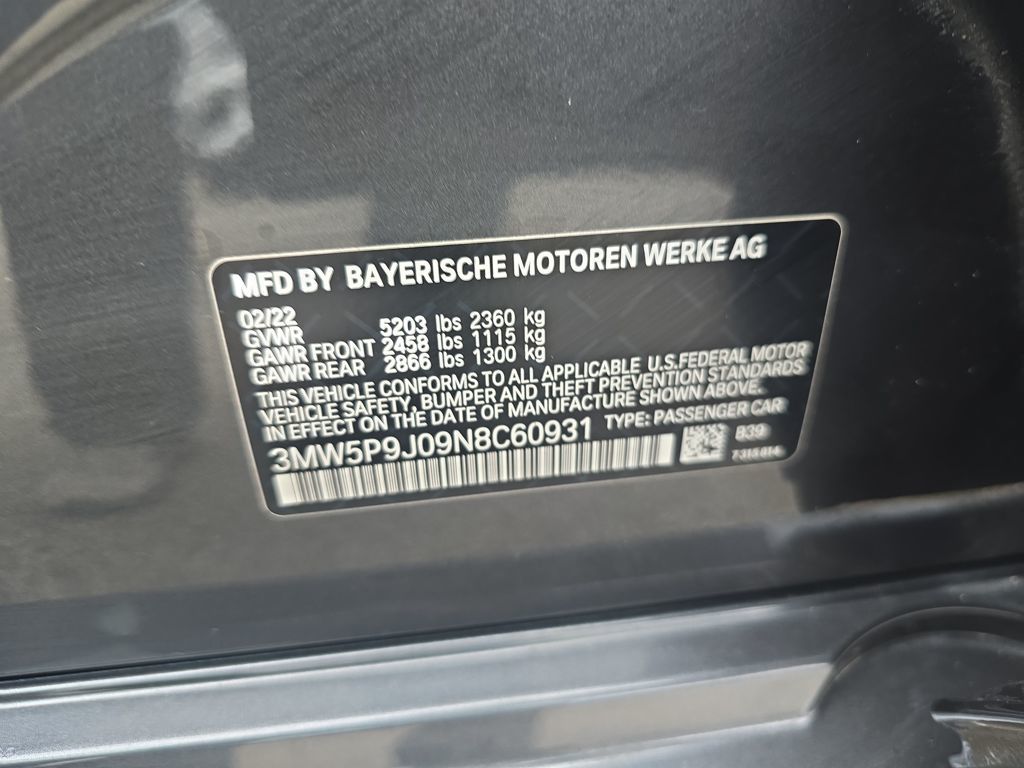 MFD BY BAYERISCHE MOTOREN WERKE AG
02/22
GVWR 5203 lbs 2360 kg
GAWR FRONT 2458 lbs 1115 kg
GAWR REAR 2866 lbs 1300 kg
THIS VEHICLE CONFORMS TO ALL APPLICABLE U.S.FEDERAL MOTOR
VEHICLE SAFETY, BUMPER AND THEFT PREVENTION STANDARDS
IN EFFECT ON THE DATE OF MANUFACTURE SHOWN ABOVE.
3MW5P9J09N8C60931 TYPE: PASSENGER CAR
B39